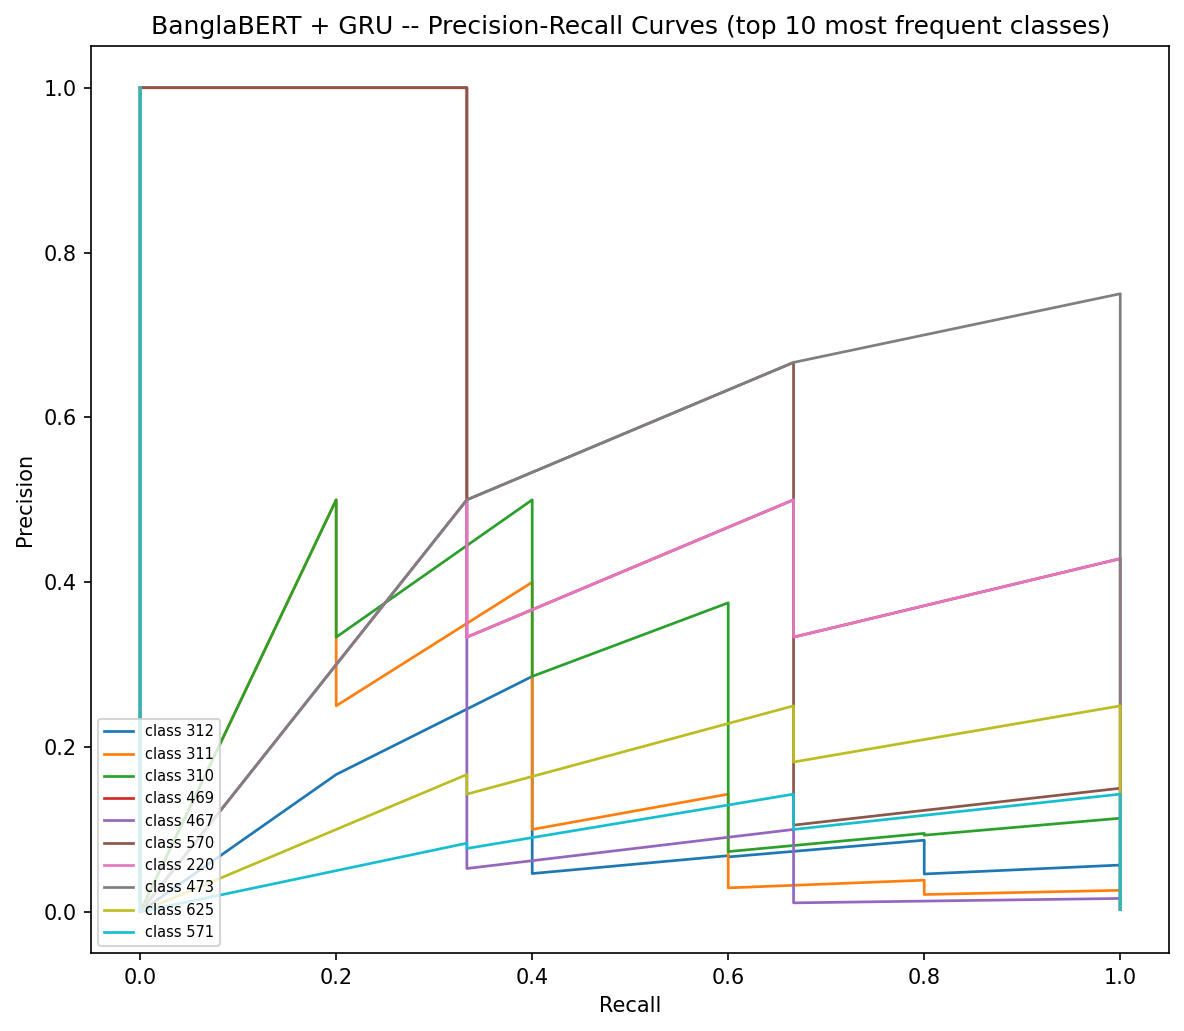 BanglaBERT + GRU -- Precision-Recall Curves (top 10 most frequent classes)
1.0
0.8
0.6
0.4
0.2
0.0
Precision
class 312
class 311
class 310
class 469
class 467
class 570
class 220
class 473
class 625
class 571
0.0 0.2 0.4 0.6 0.8 1.0
Recall